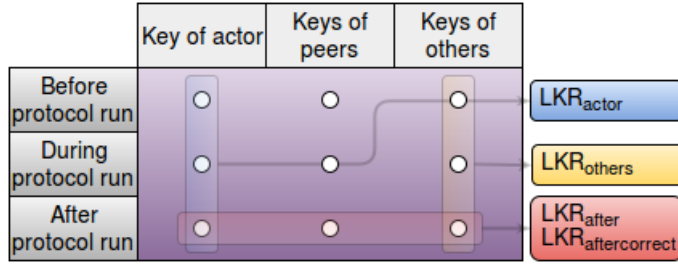 Key of actor
Keys of
peers
Keys of
others
Before
protocol run
LKRactor
During
protocol run
LKRothers
After
protocol run
LKRafter
LKRaftercorrect